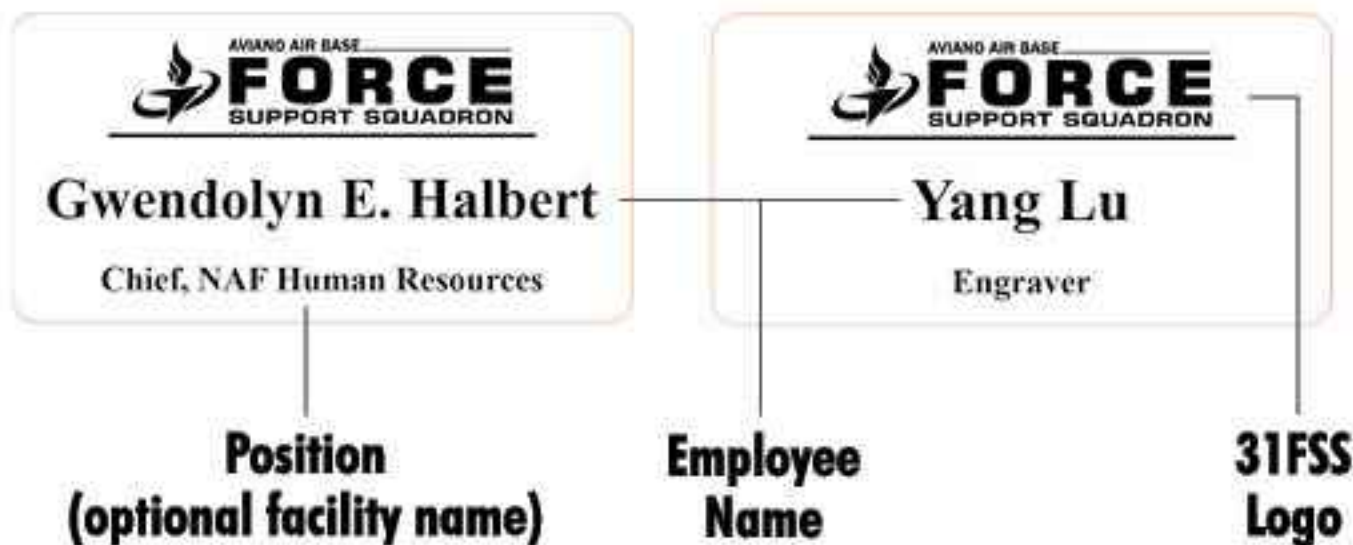 AVIANO AIR BASE
FORCE
SUPPORT SQUADRON
Gwendolyn E. Halbert
Chief, NAF Human Resources
AVIANO AIR BASE
FORCE
SUPPORT SQUADRON
Yang Lu
Engraver
Position
(optional facility name)
Employee
Name
31FSS
Logo